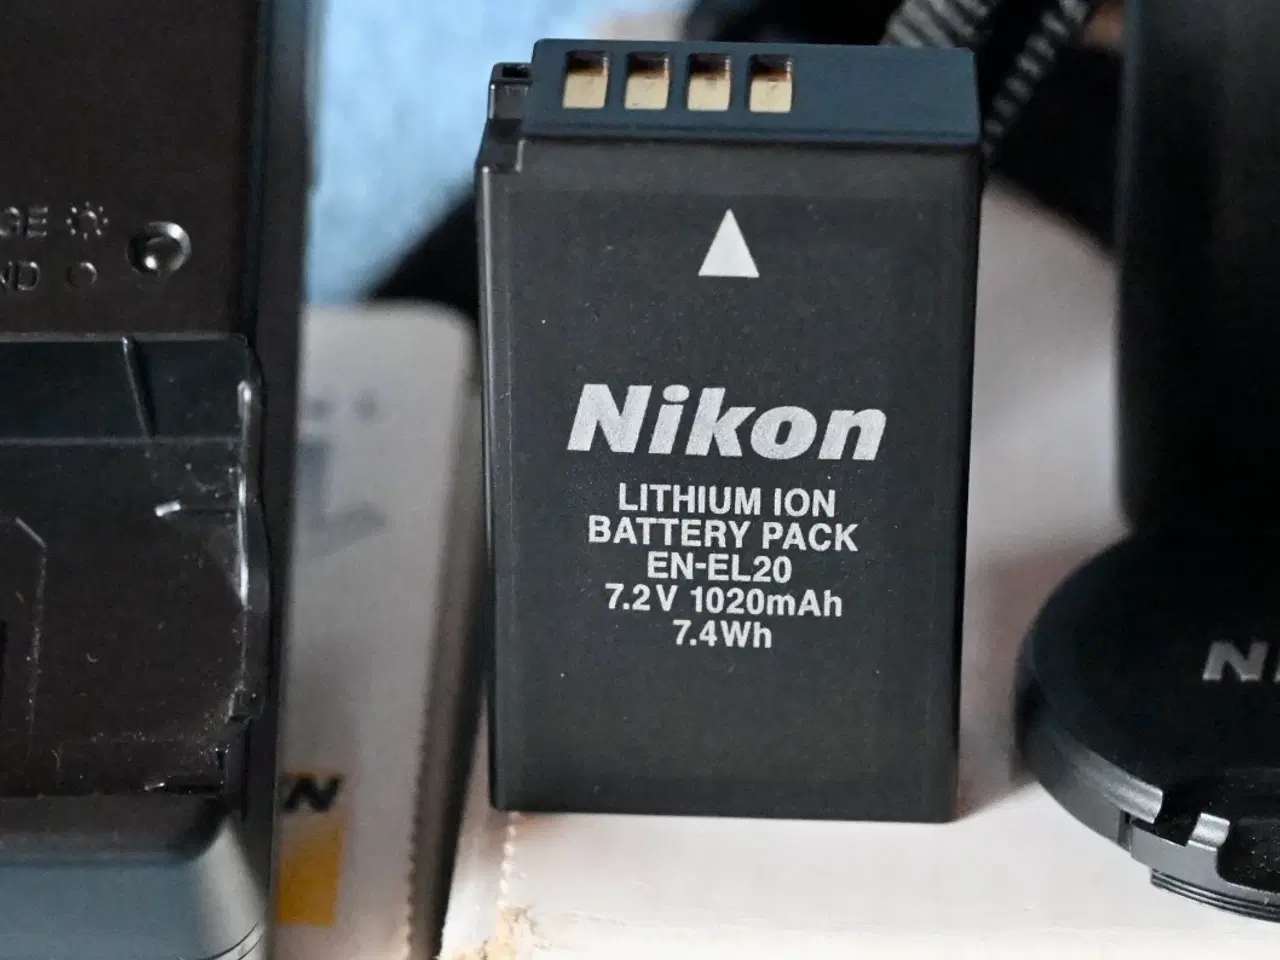 Nikon
LITHIUM ION
BATTERY PACK
EN-EL20
7.2V 1020mAh
7.4Wh